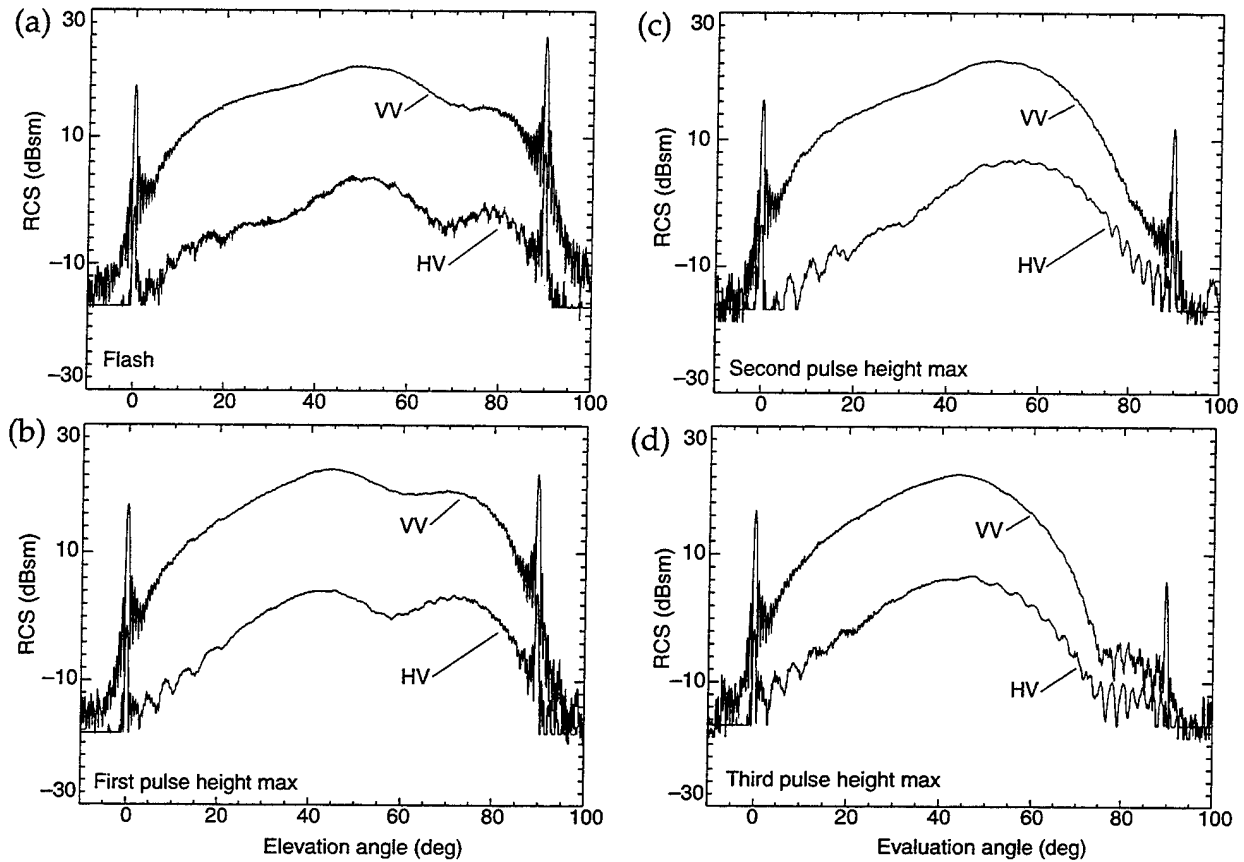 (a)
30
10
–10
–30
RCS (dBsm)
VV
HV
Flash
0 20 40 60 80 100
(c)
30
10
–10
–30
RCS (dBsm)
VV
HV
Second pulse height max
0 20 40 60 80 100
(b)
30
10
–10
–30
RCS (dBsm)
VV
HV
First pulse height max
0 20 40 60 80 100
Elevation angle (deg)
(d)
30
10
–10
–30
RCS (dBsm)
VV
HV
Third pulse height max
0 20 40 60 80 100
Evaluation angle (deg)